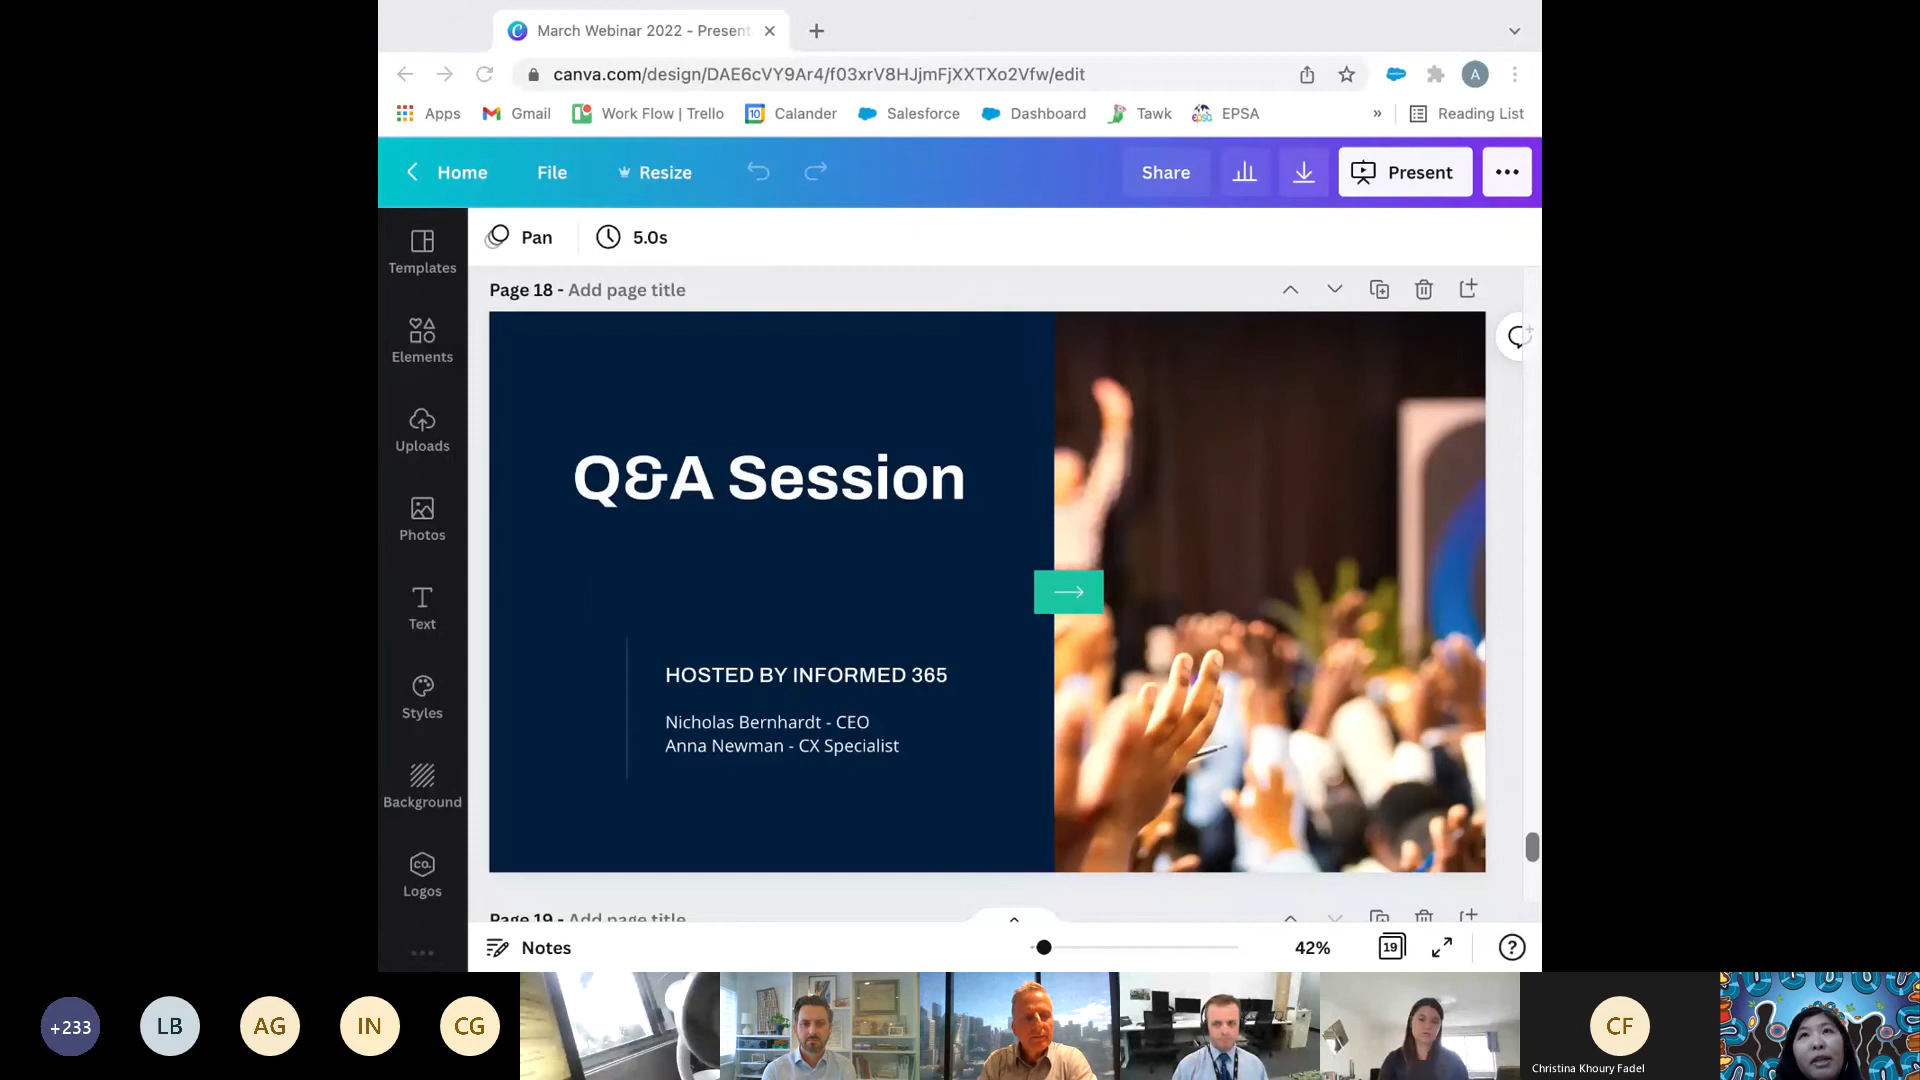 March Webinar 2022 - Present
canva.com/design/DAE6cVY9Ar4/f03xrV8HJjmFjXXTXo2Vfw/edit
A
Apps
Gmail
Work Flow | Trello
10
Calander
Salesforce
Dashboard
Tawk
EPSA
»
Reading List
Home
File
Resize
Share
Present
Pan
5.0s
Templates
Elements
Uploads
Photos
Text
Styles
Background
CO.
Logos
Page 18 - Add page title
Q&A Session
HOSTED BY INFORMED 365
Nicholas Bernhardt - CEO
Anna Newman - CX Specialist
Page 19 - Add page title
Notes
42%
19
?
+233
LB
AG
IN
CG
CF
Christina Khoury Fadel